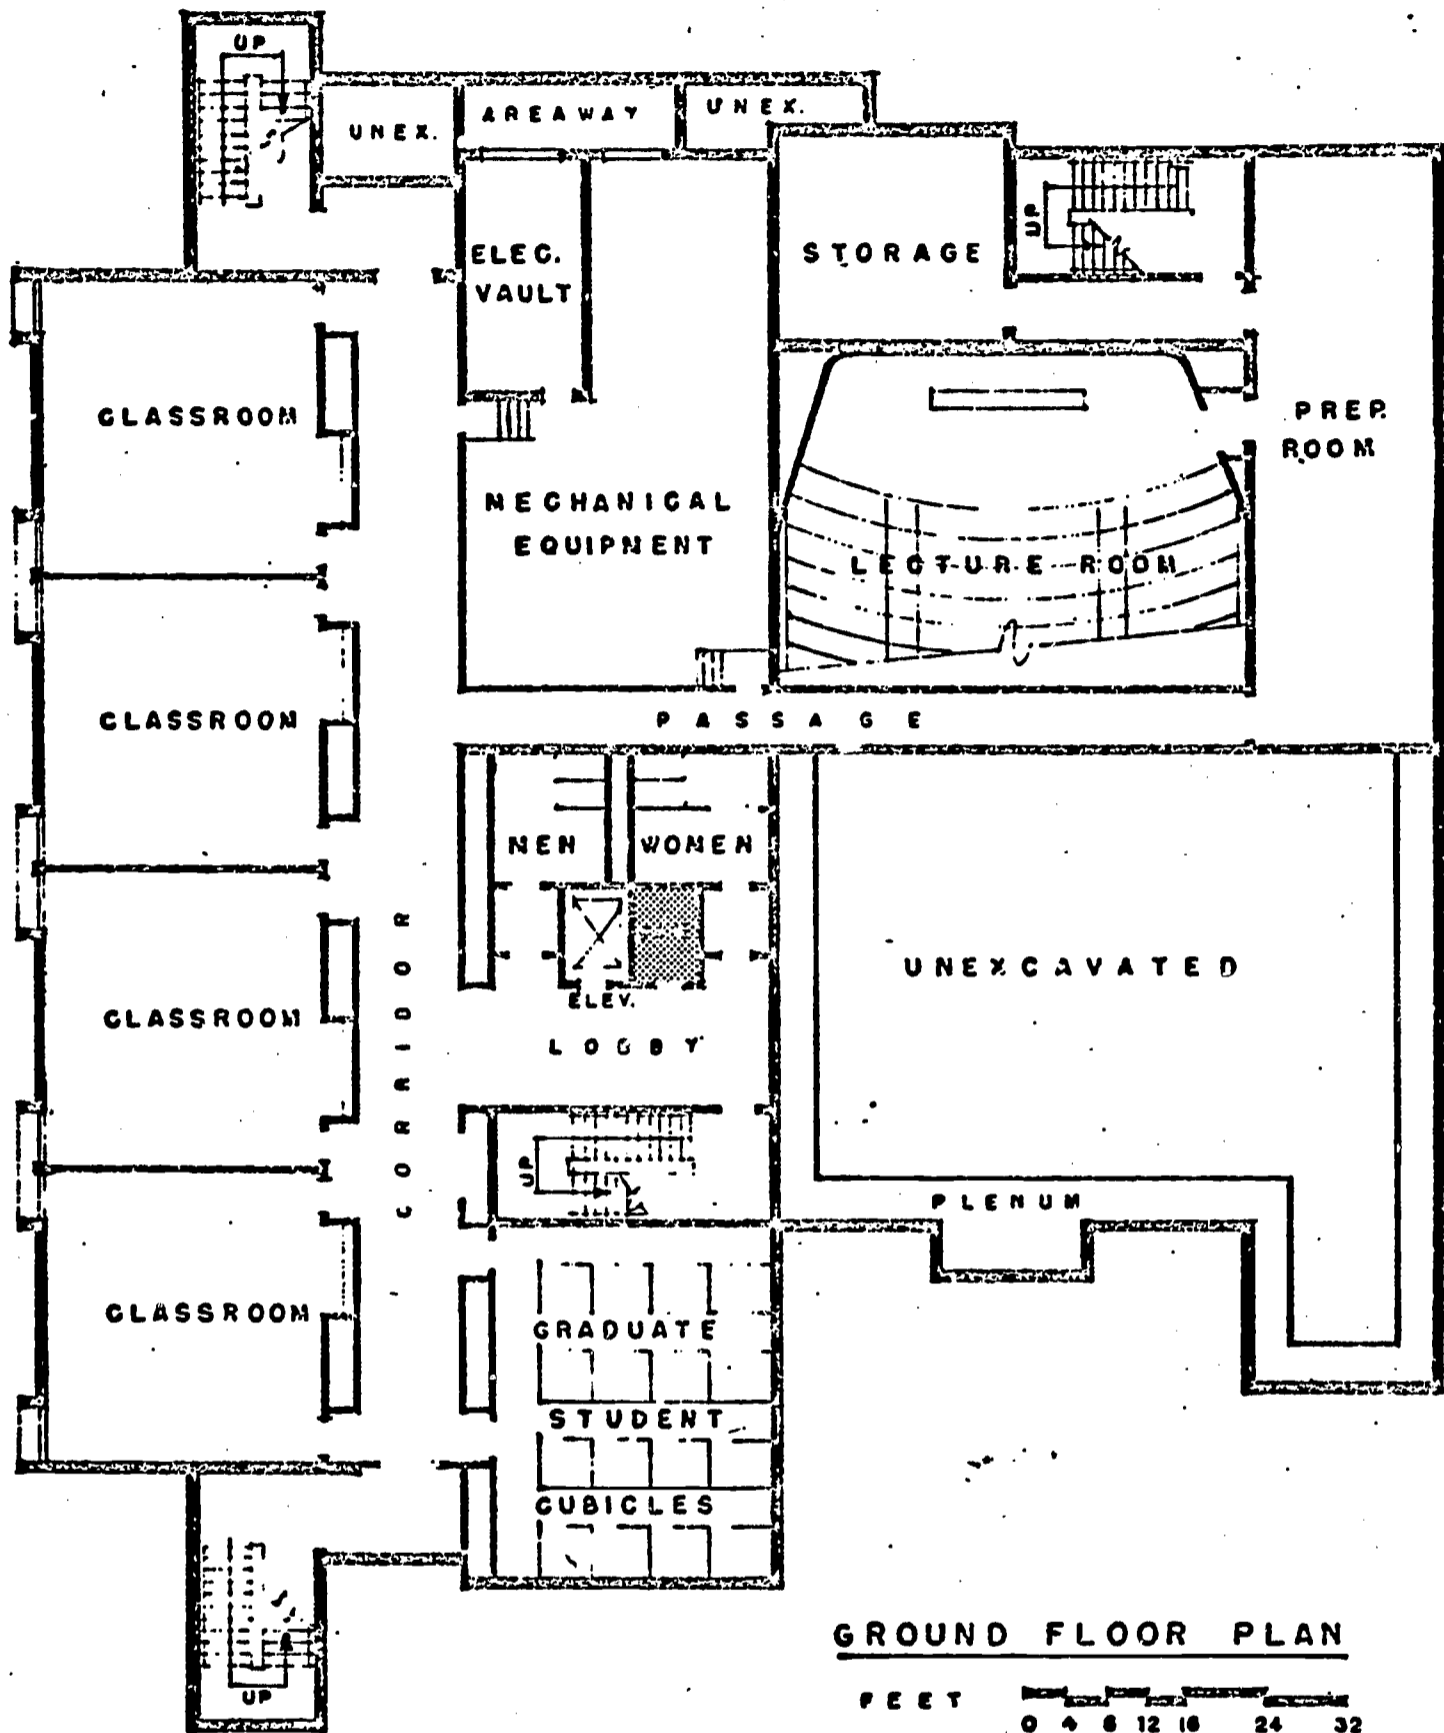 UP
UNEX.
AREAWAY
UNEX.
UP
STORAGE
ELEC.
VAULT
CLASSROOM
PREP.
ROOM
MECHANICAL
EQUIPMENT
LECTURE ROOM
CLASSROOM
PASSAGE
MEN
WOMEN
CORRIDOR
CLASSROOM
ELEV.
LOBBY
UNEXCAVATED
UP
PLENUM
CLASSROOM
GRADUATE
STUDENT
CUBICLES
UP
GROUND FLOOR PLAN
FEET
0 4 8 12 16 24 32